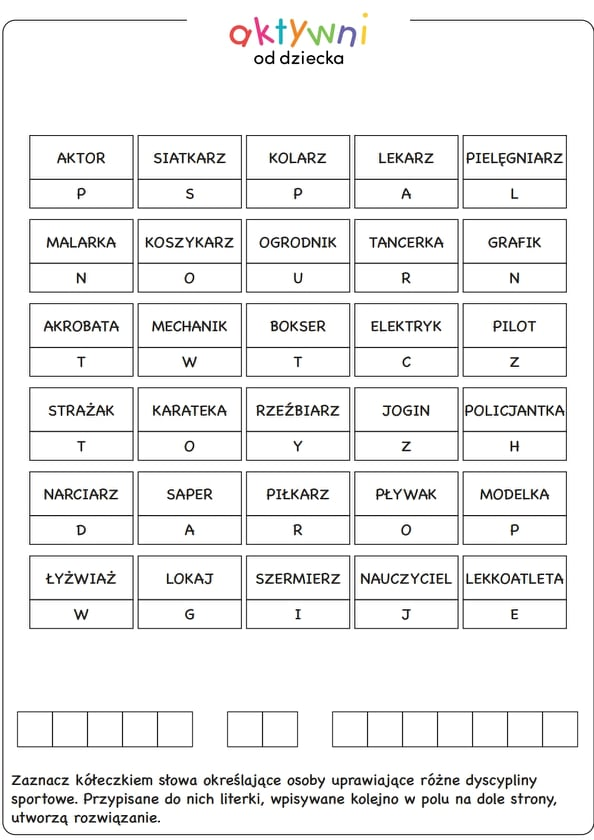 aktywni
od dziecka
AKTOR SIATKARZ KOLARZ LEKARZ PIELĘGNIARZ
P S P A L
MALARKA KOSZYKARZ OGRODNIK TANCERKA GRAFIK
N O U R N
AKROBATA MECHANIK BOKSER ELEKTRYK PILOT
T W T C Z
STRAŻAK KARATEKA RZEŹBIARZ JOGIN POLICJANTKA
T O Y Z H
NARCIARZ SAPER PIŁKARZ PŁYWAK MODELKA
D A R O P
ŁYŻWIAŻ LOKAJ SZERMIERZ NAUCZYCIEL LEKKOATLETA
W G I J E
Zaznacz kółeczkiem słowa określające osoby uprawiające różne dyscypliny
sportowe. Przypisane do nich literki, wpisywane kolejno w polu na dole strony,
utworzą rozwiązanie.